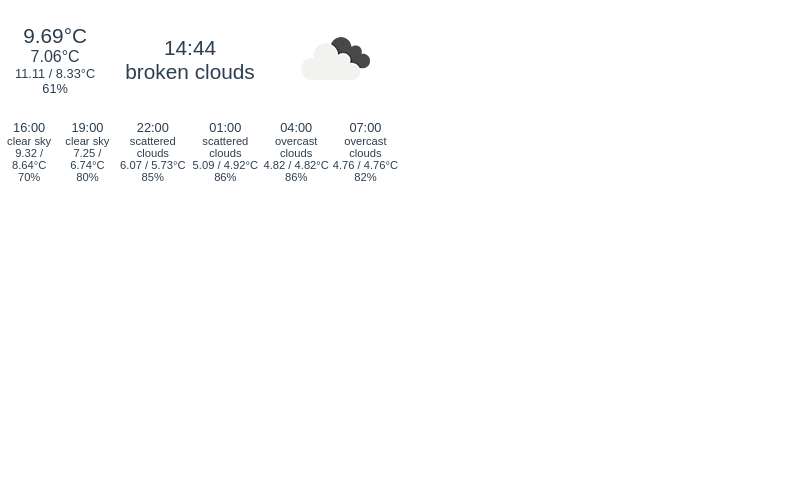 9.69°C
7.06°C
11.11 / 8.33°C
61%
14:44
broken clouds
16:00
clear sky
9.32 /
8.64°C
70%
19:00
clear sky
7.25 /
6.74°C
80%
22:00
scattered
clouds
6.07 / 5.73°C
85%
01:00
scattered
clouds
5.09 / 4.92°C
86%
04:00
overcast
clouds
4.82 / 4.82°C
86%
07:00
overcast
clouds
4.76 / 4.76°C
82%